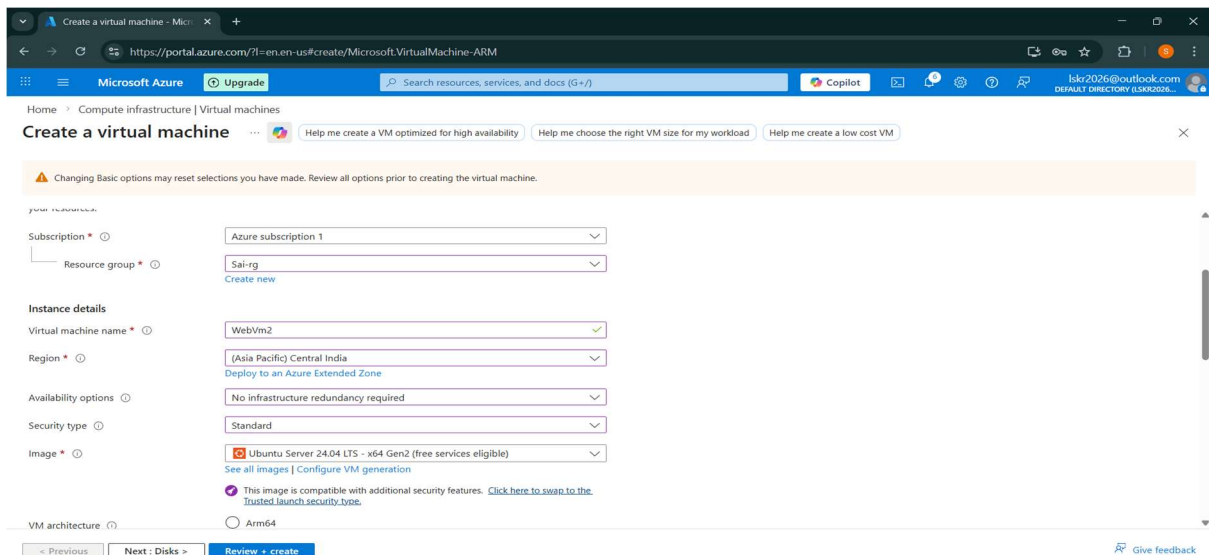 Create a virtual machine - Micr
https://portal.azure.com/?l=en.en-us#create/Microsoft.VirtualMachine-ARM
S
Microsoft Azure
Upgrade
Search resources, services, and docs (G+/)
Copilot
6
lskr2026@outlook.com
DEFAULT DIRECTORY (LSKR2026...
Home > Compute infrastructure | Virtual machines
Create a virtual machine ...
Help me create a VM optimized for high availability
Help me choose the right VM size for my workload
Help me create a low cost VM
Changing Basic options may reset selections you have made. Review all options prior to creating the virtual machine.
your resources.
Subscription * Azure subscription 1
Resource group * Sai-rg
Create new
Instance details
Virtual machine name * WebVm2
Region * (Asia Pacific) Central India
Deploy to an Azure Extended Zone
Availability options No infrastructure redundancy required
Security type Standard
Image * Ubuntu Server 24.04 LTS - x64 Gen2 (free services eligible)
See all images | Configure VM generation
This image is compatible with additional security features. Click here to swap to the
Trusted launch security type.
VM architecture Arm64
< Previous
Next : Disks >
Review + create
Give feedback